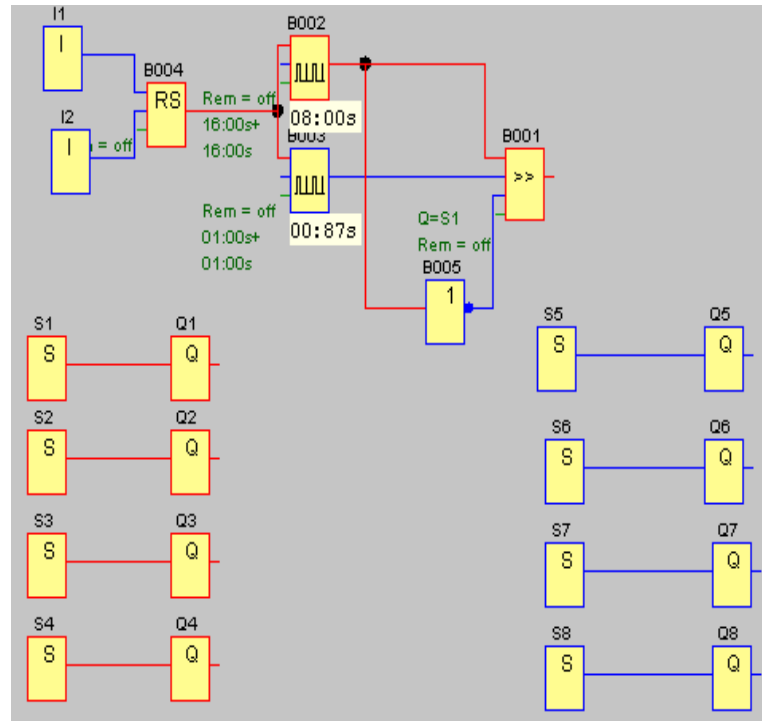 I1
I
B004
RS
I2
I
= off
B002
Rem = off
16:00s+
16:00s
08:00s
B003
Rem = off
01:00s+
01:00s
00:87s
B001
>>
Q=S1
Rem = off
B005
1
S1
S
Q1
Q
S2
S
Q2
Q
S3
S
Q3
Q
S4
S
Q4
Q
S5
S
Q5
Q
S6
S
Q6
Q
S7
S
Q7
Q
S8
S
Q8
Q